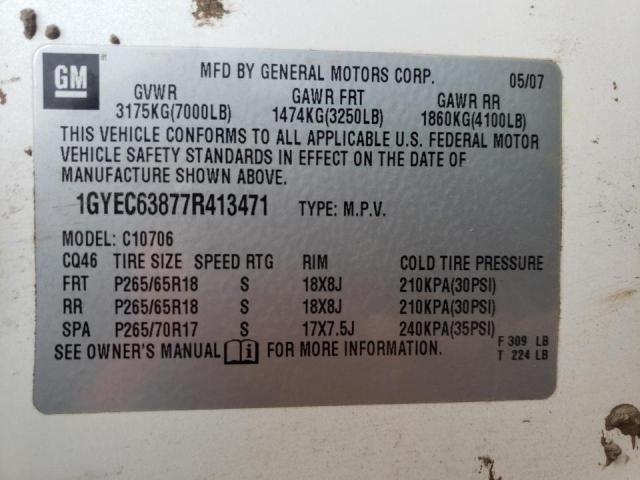 GM MFD BY GENERAL MOTORS CORP. 05/07
GVWR GAWR FRT GAWR RR
3175KG(7000LB) 1474KG(3250LB) 1860KG(4100LB)
THIS VEHICLE CONFORMS TO ALL APPLICABLE U.S. FEDERAL MOTOR
VEHICLE SAFETY STANDARDS IN EFFECT ON THE DATE OF
MANUFACTURE SHOWN ABOVE.
1GYEC63877R413471 TYPE: M.P.V.
MODEL: C10706
CQ46 TIRE SIZE SPEED RTG RIM COLD TIRE PRESSURE
FRT P265/65R18 S 18X8J 210KPA(30PSI)
RR P265/65R18 S 18X8J 210KPA(30PSI)
SPA P265/70R17 S 17X7.5J 240KPA(35PSI)
SEE OWNER'S MANUAL i FOR MORE INFORMATION.
F 309 LB
T 224 LB